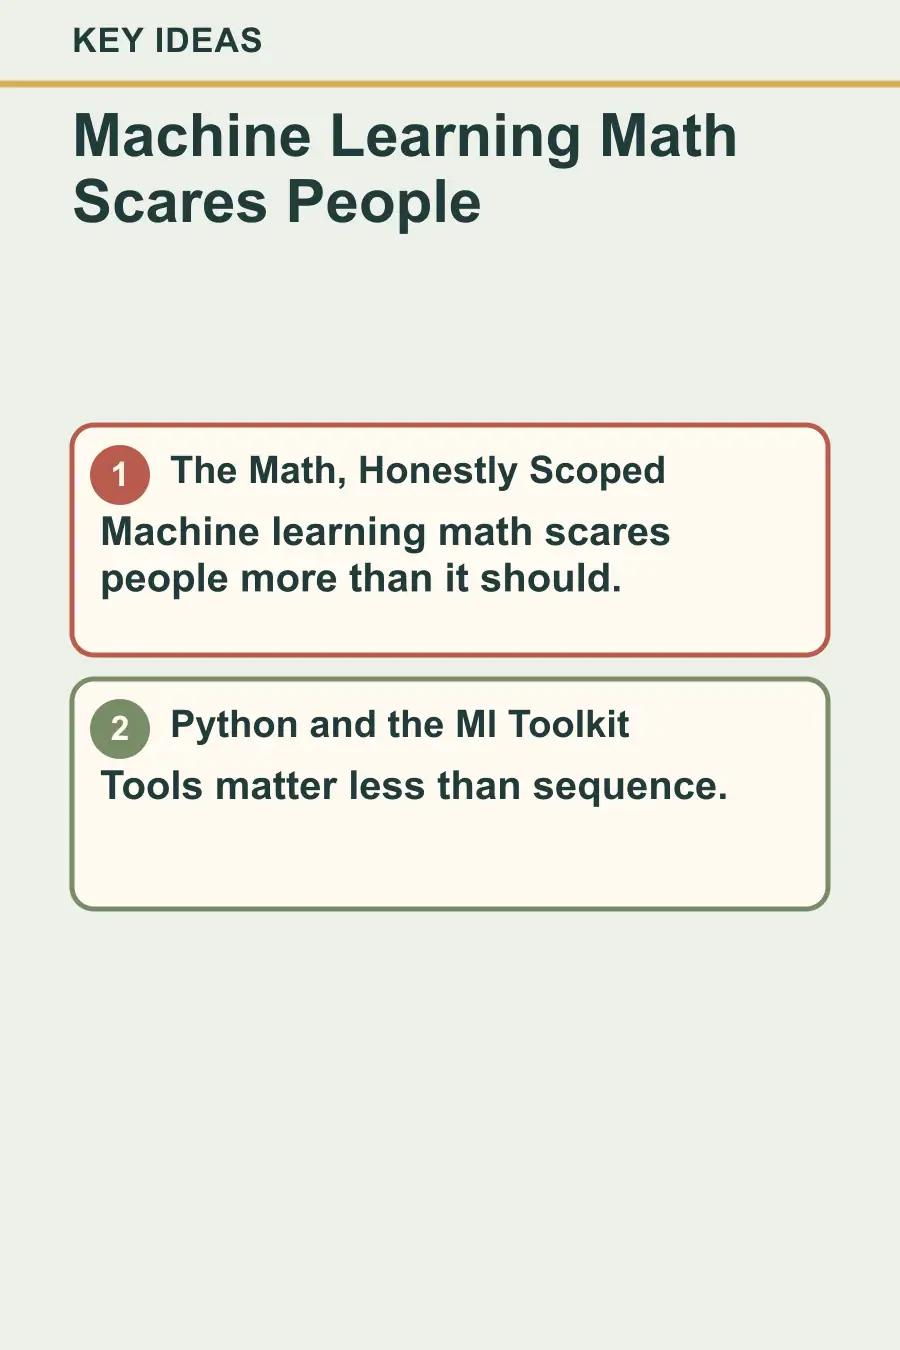 KEY IDEAS
Machine Learning Math
Scares People
1
The Math, Honestly Scoped
Machine learning math scares
people more than it should.
2
Python and the Ml Toolkit
Tools matter less than sequence.